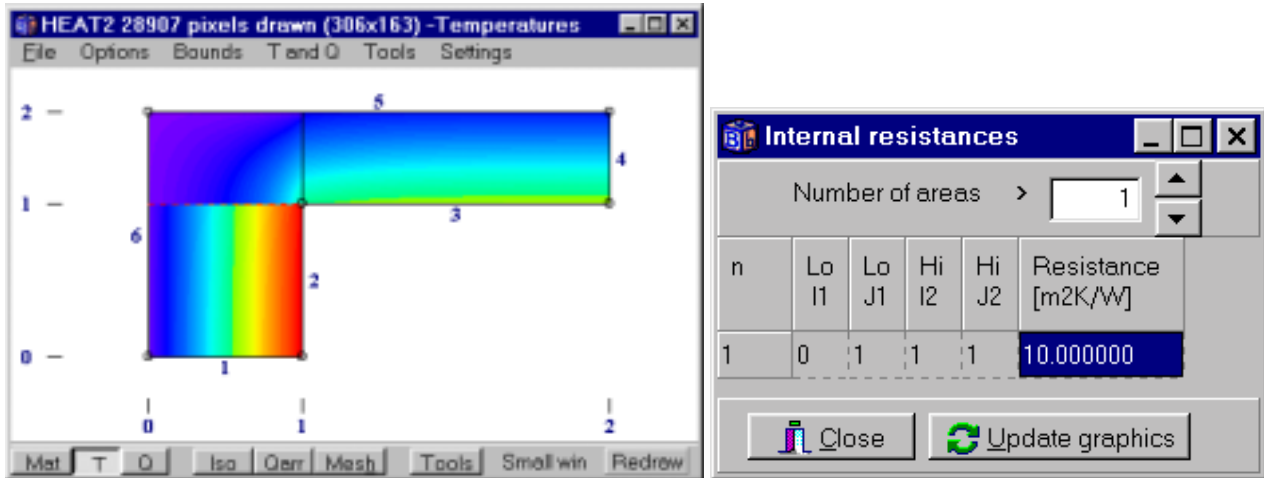 HEAT2 28907 pixels drawn (306x163) -Temperatures
File Options Bounds T and Q Tools Settings
2
5
4
1
3
6
2
0
1
0 1 2
Mat T Q Iso Qarr Mesh Tools Small win Redraw
Internal resistances
Number of areas > 1
n Lo I1 Lo J1 Hi I2 Hi J2 Resistance [m2K/W]
1 0 1 1 1 10.000000
Close Update graphics